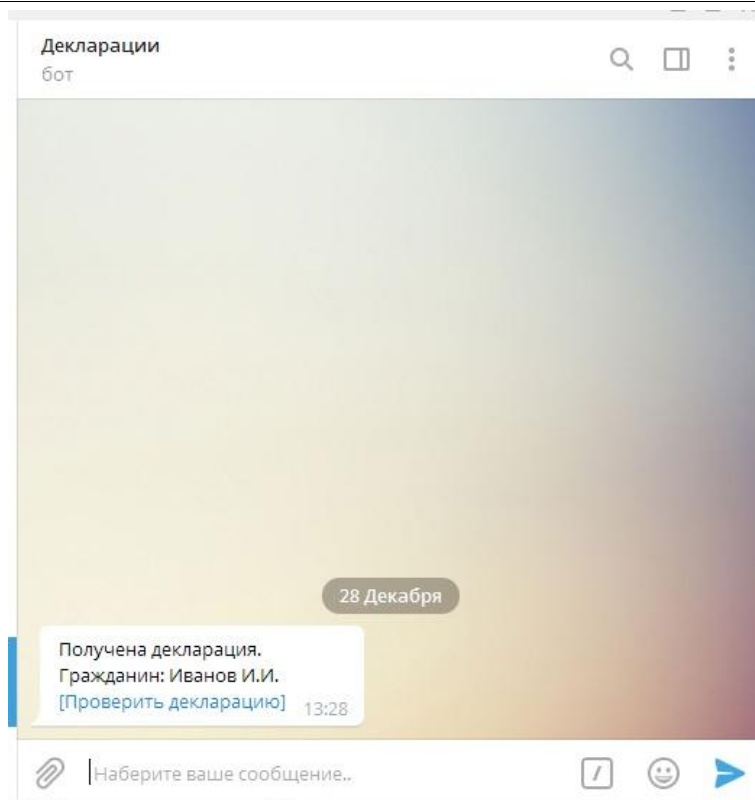 Декларации
бот
28 Декабря
Получена декларация.
Гражданин: Иванов И.И.
[Проверить декларацию] 13:28
Наберите ваше сообщение..